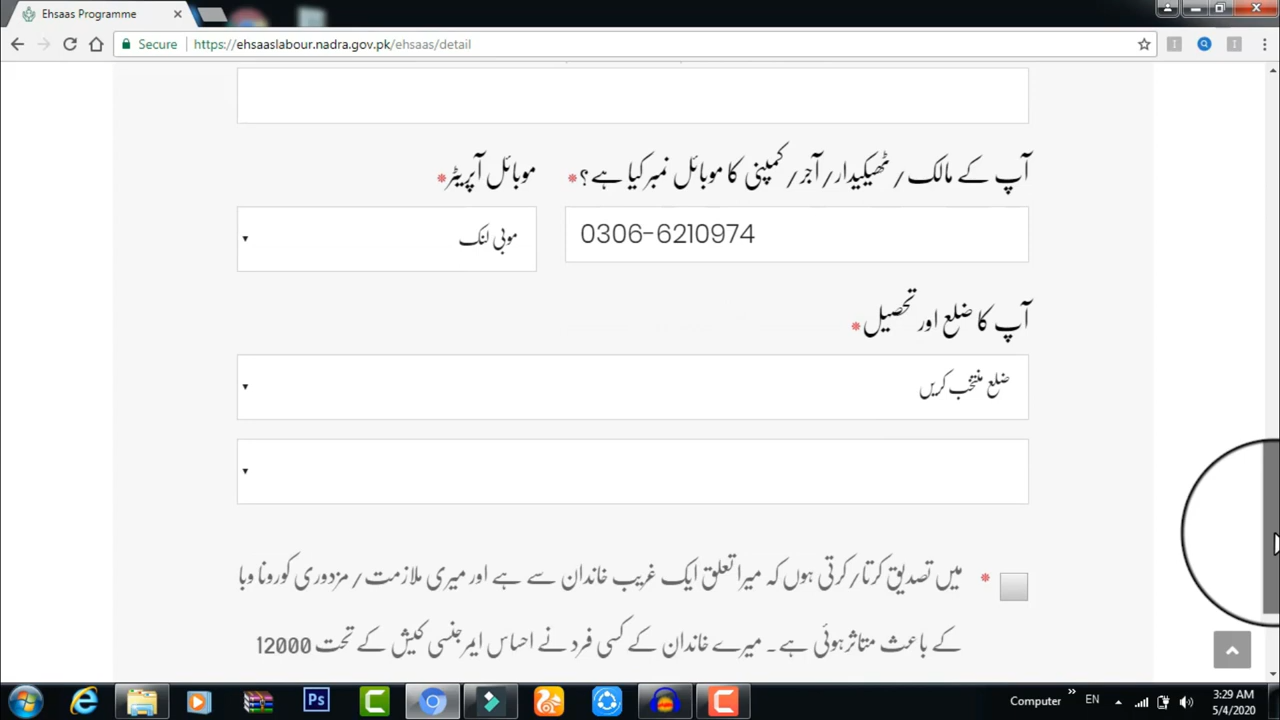 Ehsaas Programme
Secure https://ehsaaslabour.nadra.gov.pk/ehsaas/detail
آپ کے مالک/ٹھیکیدار/آجر/کمپنی کا موبائل نمبر کیا ہے؟* موبائل آپریٹر*
0306-6210974 موبی لنک
آپ کا ضلع اور تحصیل*
ضلع منتخب کریں
* میں تصدیق کرتا/کرتی ہوں کہ میرا تعلق ایک غریب خاندان سے ہے اور میری ملازمت/مزدوری کورونا وبا
کے باعث متاثر ہوئی ہے۔ میرے خاندان کے کسی فرد نے احساس ایمرجنسی کیش کے تحت 12000
Ps
Computer EN 3:29 AM
5/4/2020